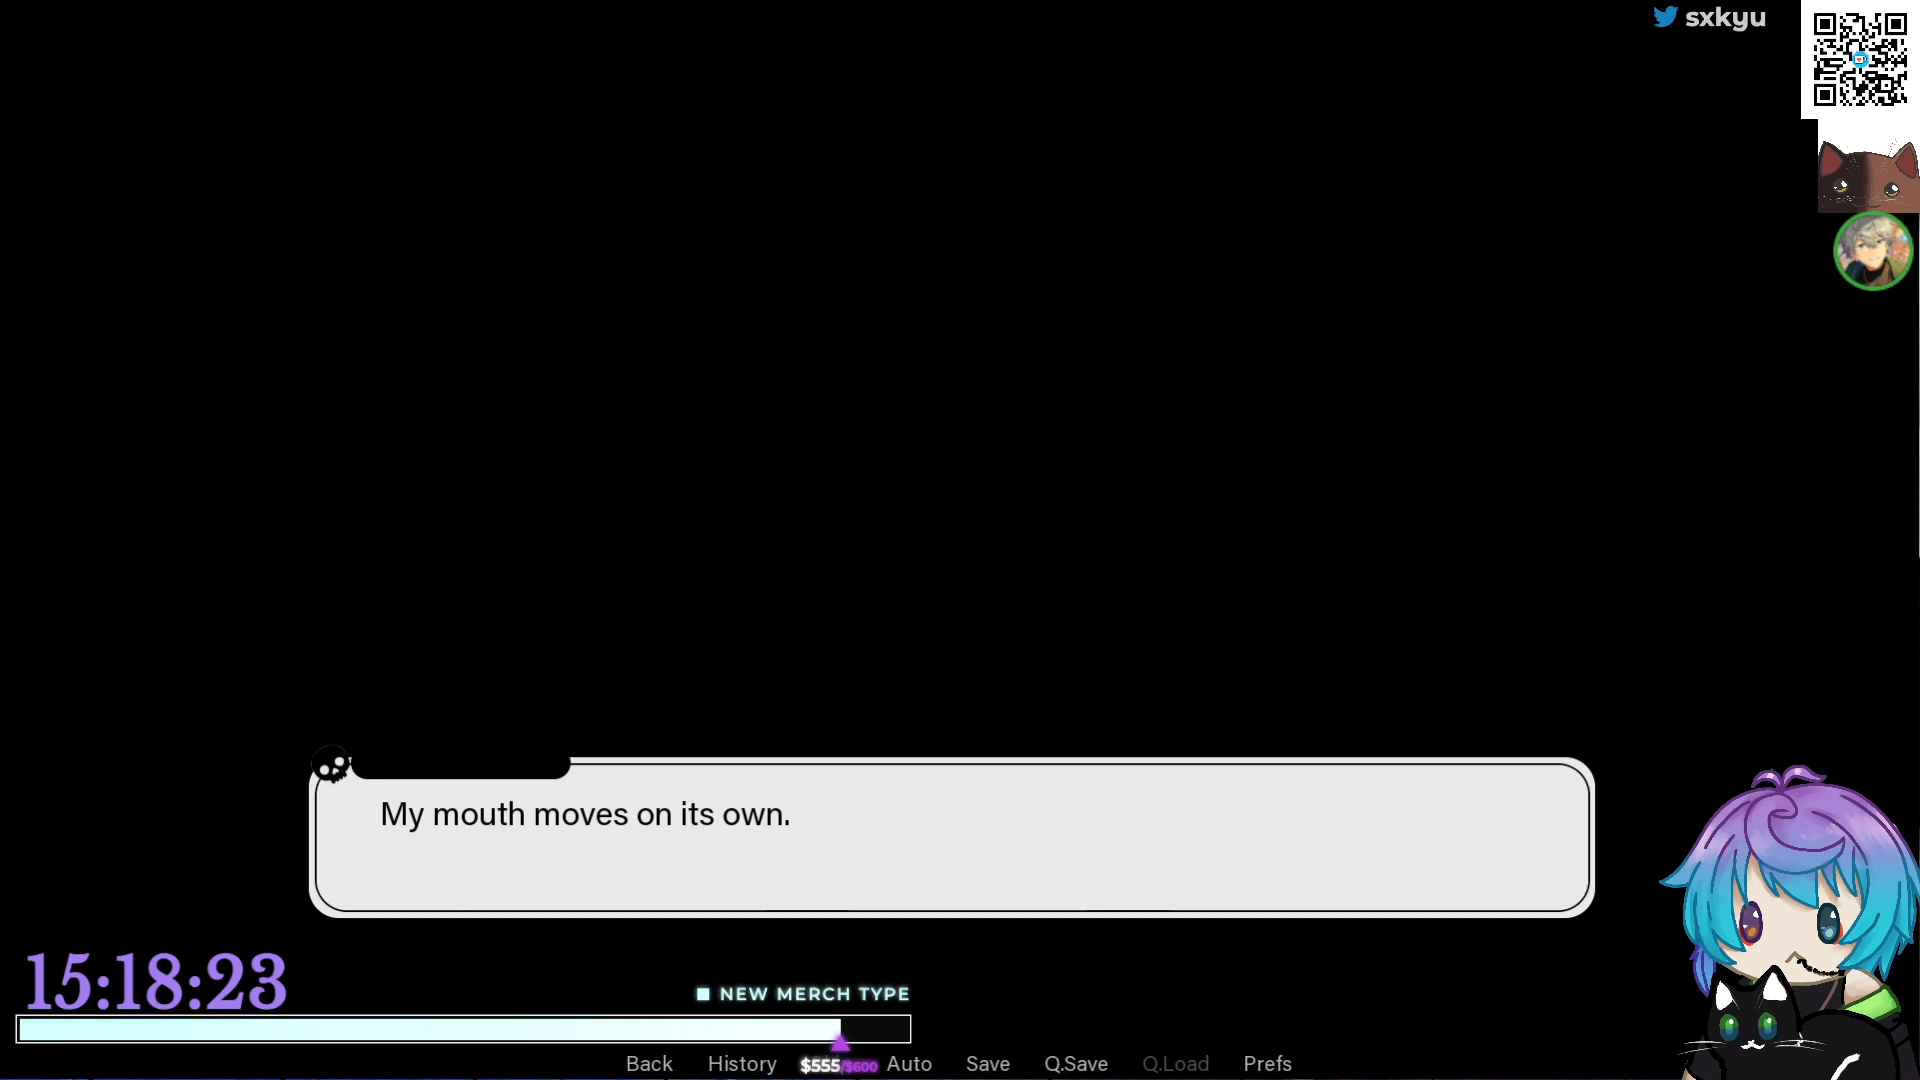 sxkyu
My mouth moves on its own.
15:18:23
NEW MERCH TYPE
Back History $555/$600 Auto Save Q.Save Q.Load Prefs